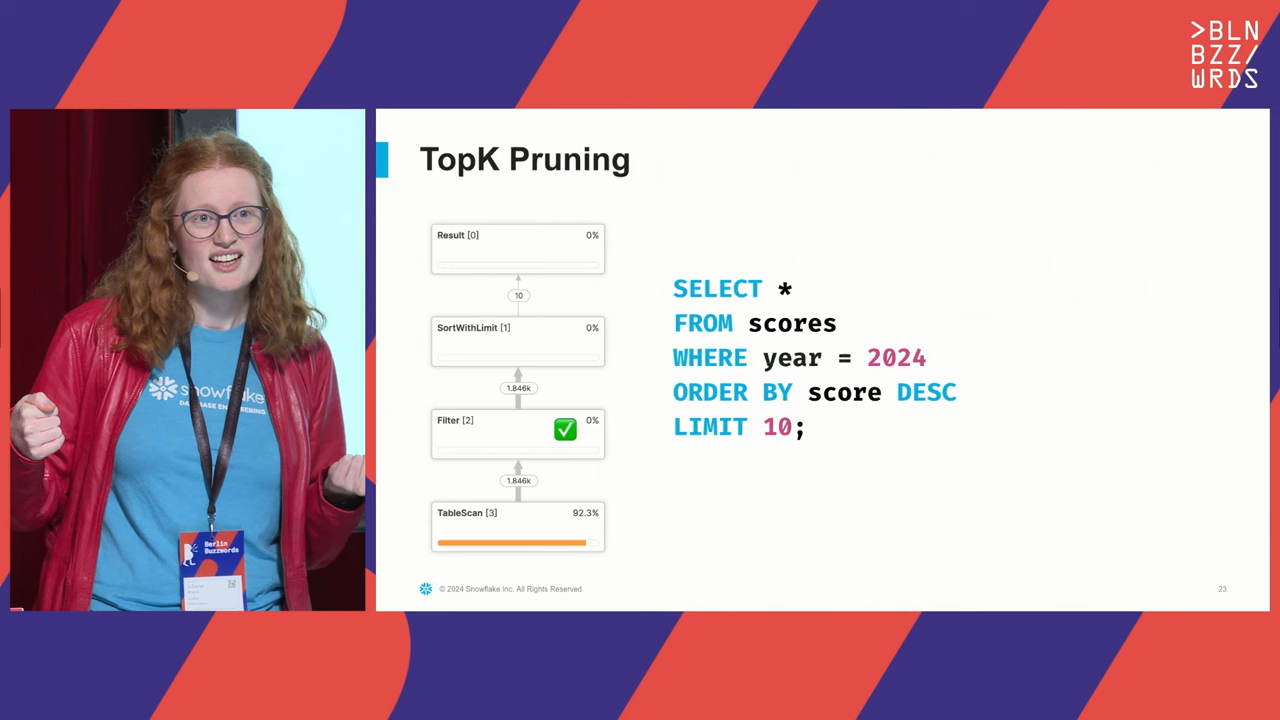 >BLN
BZZ/
WRDS
snowflake
DATABASE ENGINEERING
Berlin
Buzzwords
TopK Pruning
Result [0] 0%
10
SortWithLimit [1] 0%
1.846k
Filter [2] 0%
1.846k
TableScan [3] 92.3%
SELECT *
FROM scores
WHERE year = 2024
ORDER BY score DESC
LIMIT 10;
© 2024 Snowflake Inc. All Rights Reserved
23